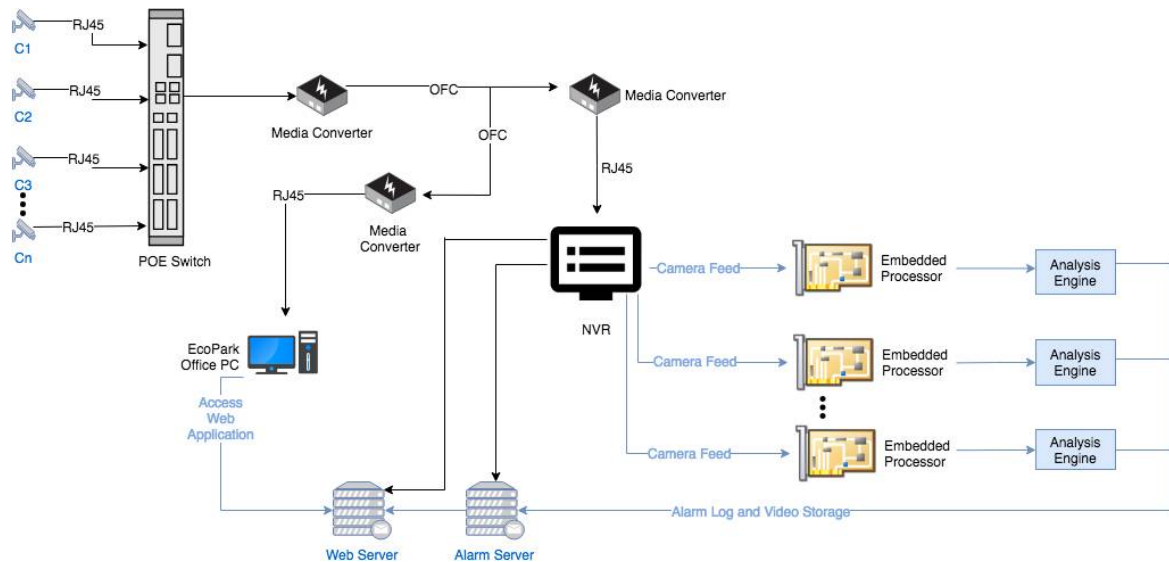 RJ45
C1
RJ45
C2
RJ45
C3
RJ45
Cn
POE Switch
Media Converter
OFC
OFC
Media Converter
RJ45
Media
Converter
RJ45
NVR
EcoPark
Office PC
Access
Web
Application
Camera Feed
Embedded
Processor
Analysis
Engine
Camera Feed
Embedded
Processor
Analysis
Engine
Camera Feed
Embedded
Processor
Analysis
Engine
Alarm Log and Video Storage
Web Server
Alarm Server